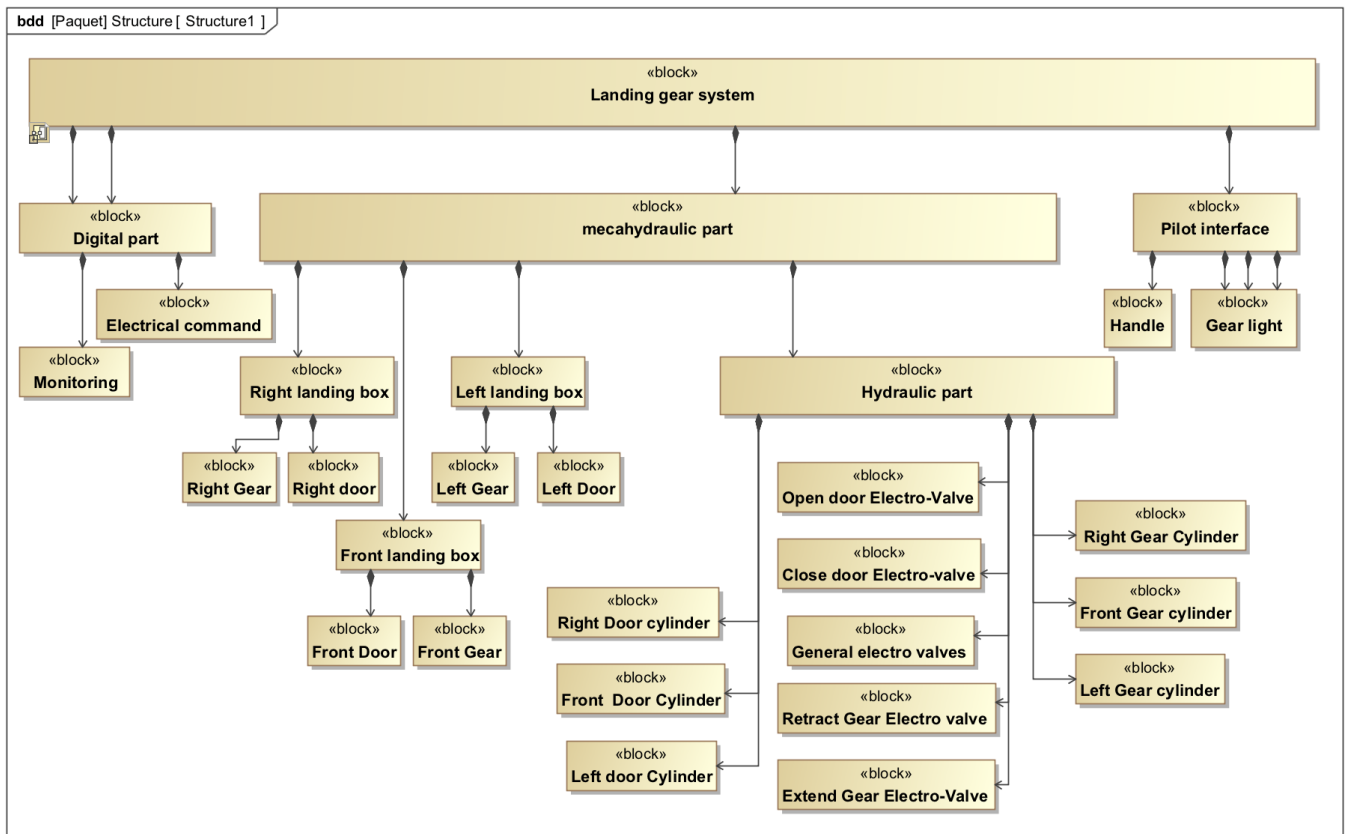 bdd [Paquet] Structure [ Structure1 ]
«block»
Landing gear system
«block»
Digital part
«block»
mecahydraulic part
«block»
Pilot interface
«block»
Electrical command
«block»
Handle
«block»
Gear light
«block»
Monitoring
«block»
Right landing box
«block»
Left landing box
«block»
Hydraulic part
«block»
Right Gear
«block»
Right door
«block»
Left Gear
«block»
Left Door
«block»
Open door Electro-Valve
«block»
Right Gear Cylinder
«block»
Front landing box
«block»
Close door Electro-valve
«block»
Front Gear cylinder
«block»
Right Door cylinder
«block»
Front Door
«block»
Front Gear
«block»
General electro valves
«block»
Left Gear cylinder
«block»
Front Door Cylinder
«block»
Retract Gear Electro valve
«block»
Left door Cylinder
«block»
Extend Gear Electro-Valve